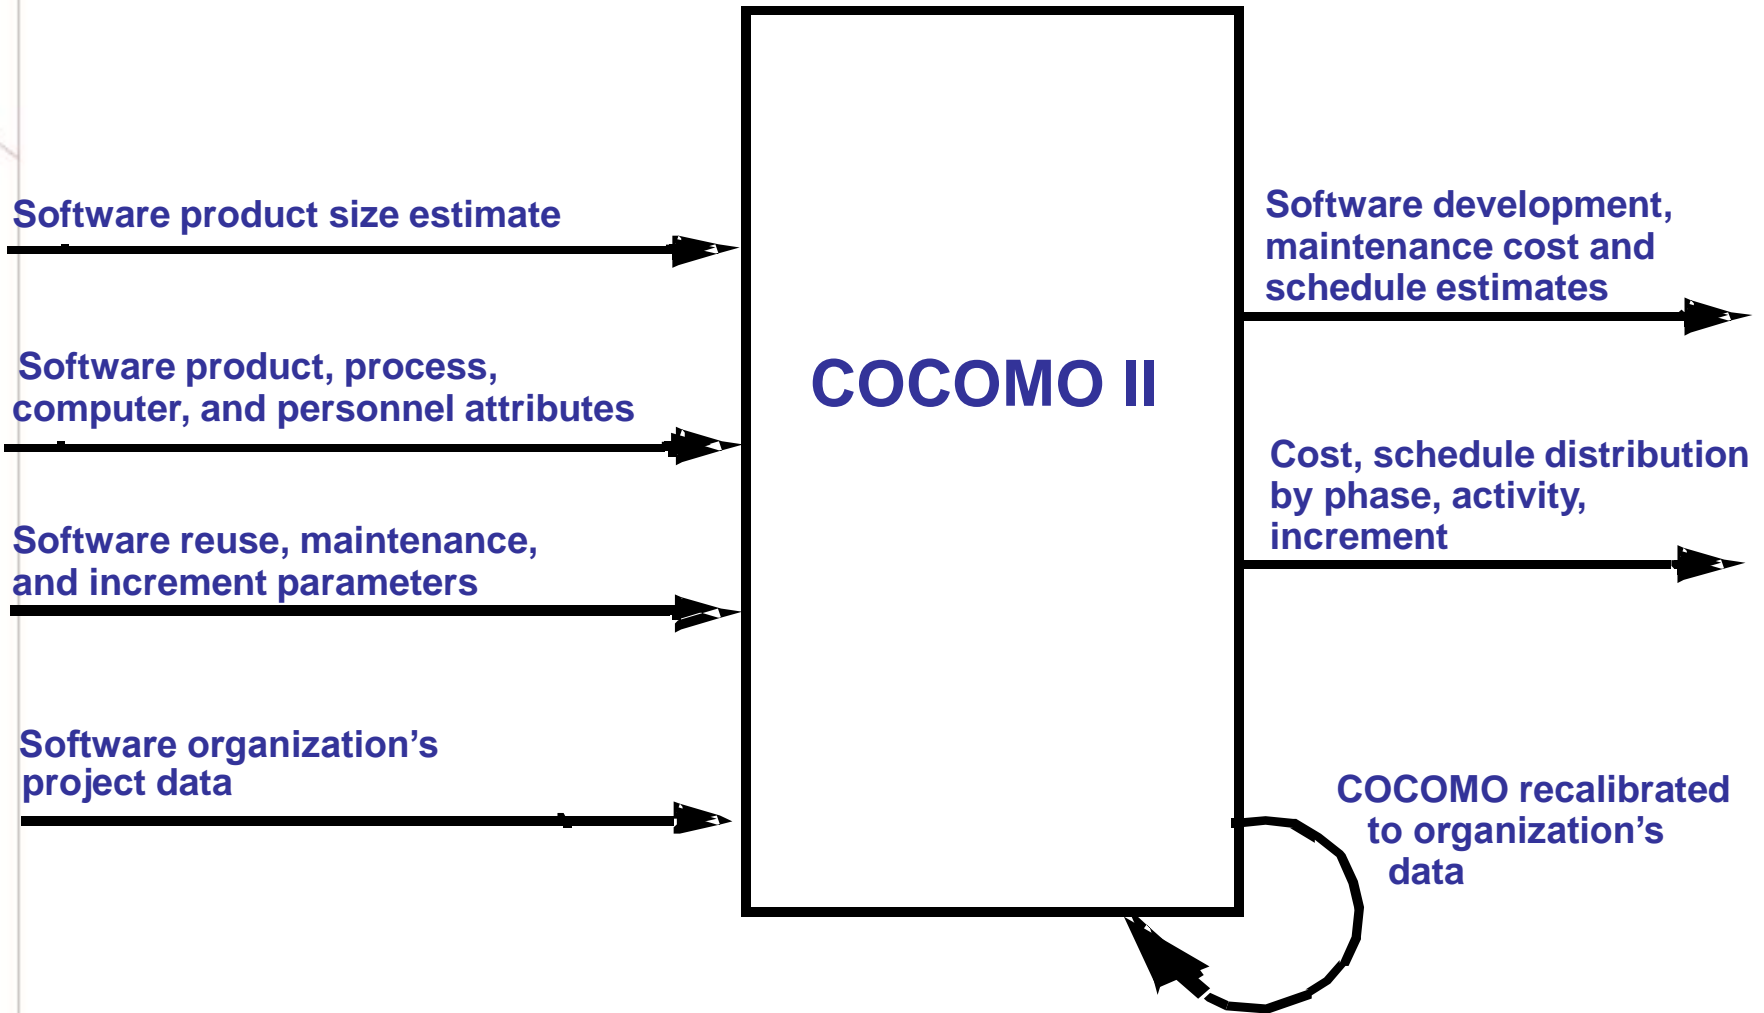 Software product size estimate
Software product, process,
computer, and personnel attributes
Software reuse, maintenance,
and increment parameters
Software organization’s
project data
COCOMO II
Software development,
maintenance cost and
schedule estimates
Cost, schedule distribution
by phase, activity,
increment
COCOMO recalibrated
to organization’s
data